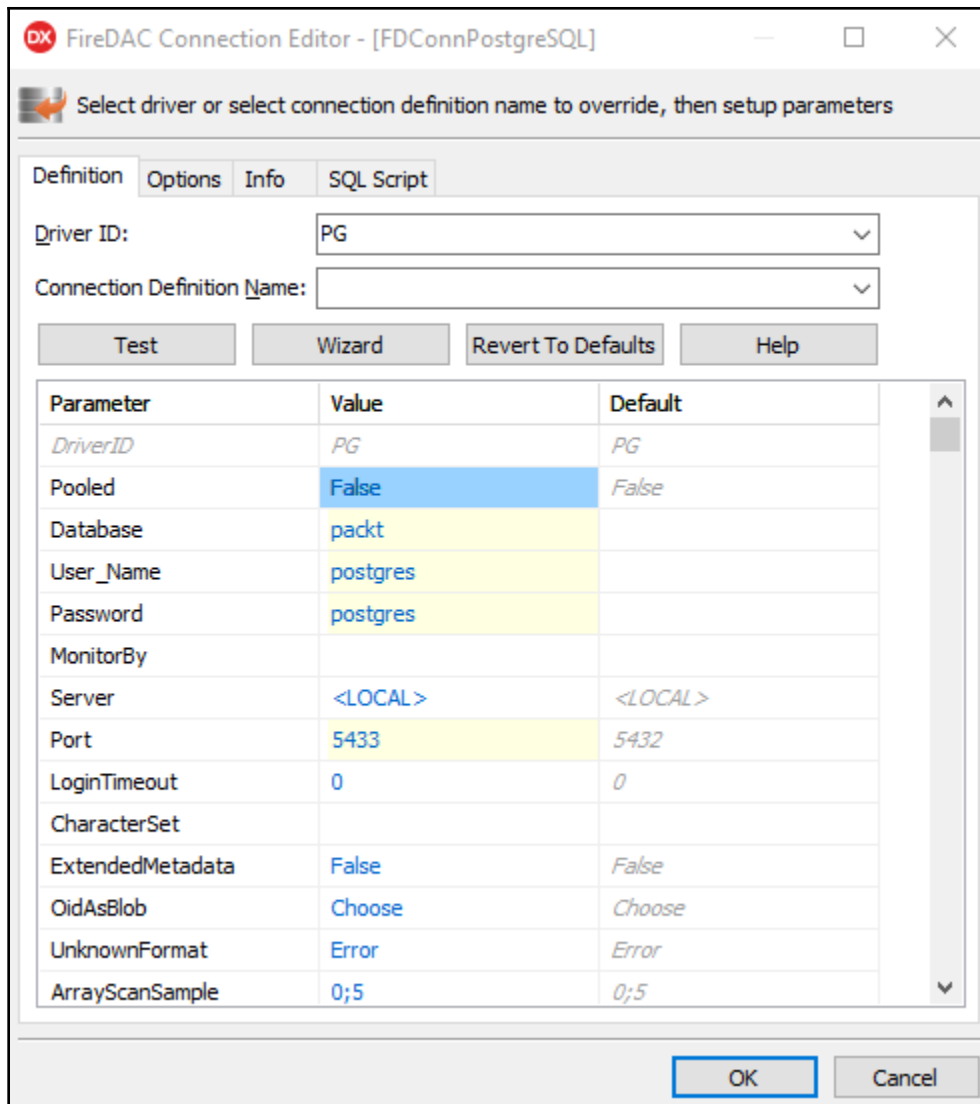 DX FireDAC Connection Editor - [FDConnPostgreSQL]
Select driver or select connection definition name to override, then setup parameters
Definition Options Info SQL Script
Driver ID: PG
Connection Definition Name:
Test Wizard Revert To Defaults Help
Parameter Value Default
DriverID PG PG
Pooled False False
Database packt
User_Name postgres
Password postgres
MonitorBy
Server <LOCAL> <LOCAL>
Port 5433 5432
LoginTimeout 0 0
CharacterSet
ExtendedMetadata False False
OidAsBlob Choose Choose
UnknownFormat Error Error
ArrayScanSample 0;5 0;5
OK Cancel